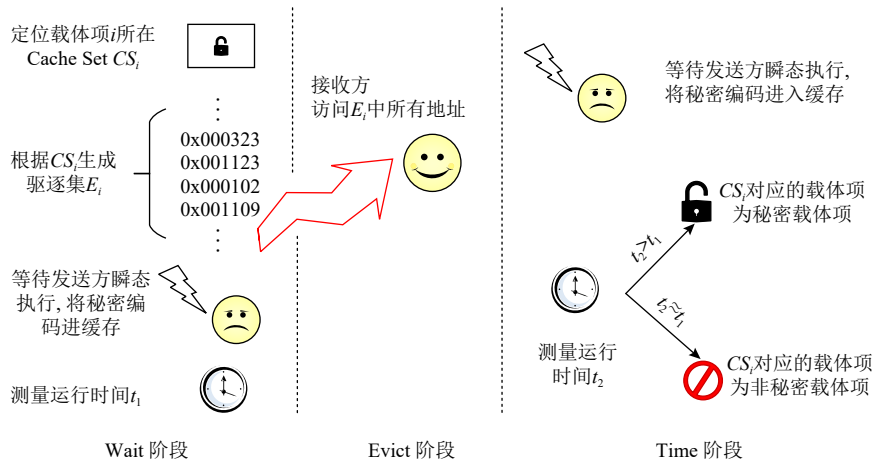 定位载体项i所在
Cache Set CSᵢ
⋮
0x000323
0x001123
0x000102
0x001109
⋮
根据CSᵢ生成
驱逐集Eᵢ
等待发送方瞬态
执行, 将秘密编
码进缓存
测量运行时间t₁
Wait 阶段
接收方
访问Eᵢ中所有地址
Evict 阶段
等待发送方瞬态执行,
将秘密编码进入缓存
测量运行
时间t₂
t₂>t₁
CSᵢ对应的载体项
为秘密载体项
t₂≈t₁
CSᵢ对应的载体项
为非秘密载体项
Time 阶段